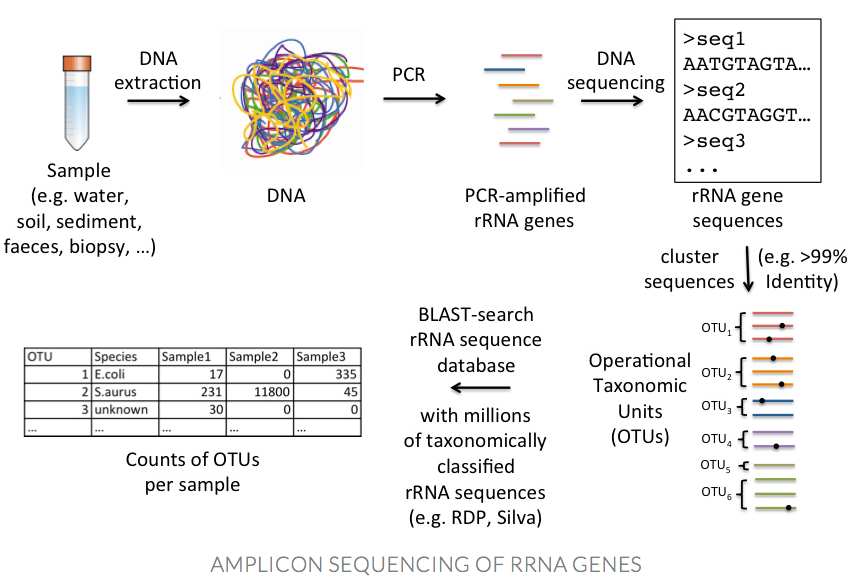 DNA
extraction
PCR
DNA
sequencing
>seq1
AATGTAGTA...
>seq2
AACGTAGGT...
>seq3
...
Sample
(e.g. water,
soil, sediment,
faeces, biopsy, ...)
DNA
PCR-amplified
rRNA genes
rRNA gene
sequences
cluster
sequences
(e.g. >99%
Identity)
OTU1
OTU2
OTU3
OTU4
OTU5
OTU6
Operational
Taxonomic
Units
(OTUs)
BLAST-search
rRNA sequence
database
with millions
of taxonomically
classified
rRNA sequences
(e.g. RDP, Silva)
OTU Species Sample1 Sample2 Sample3
1 E.coli 17 0 335
2 S.aurus 231 11800 45
3 unknown 30 0 0
... ... ... ... ...
Counts of OTUs
per sample
AMPLICON SEQUENCING OF RRNA GENES